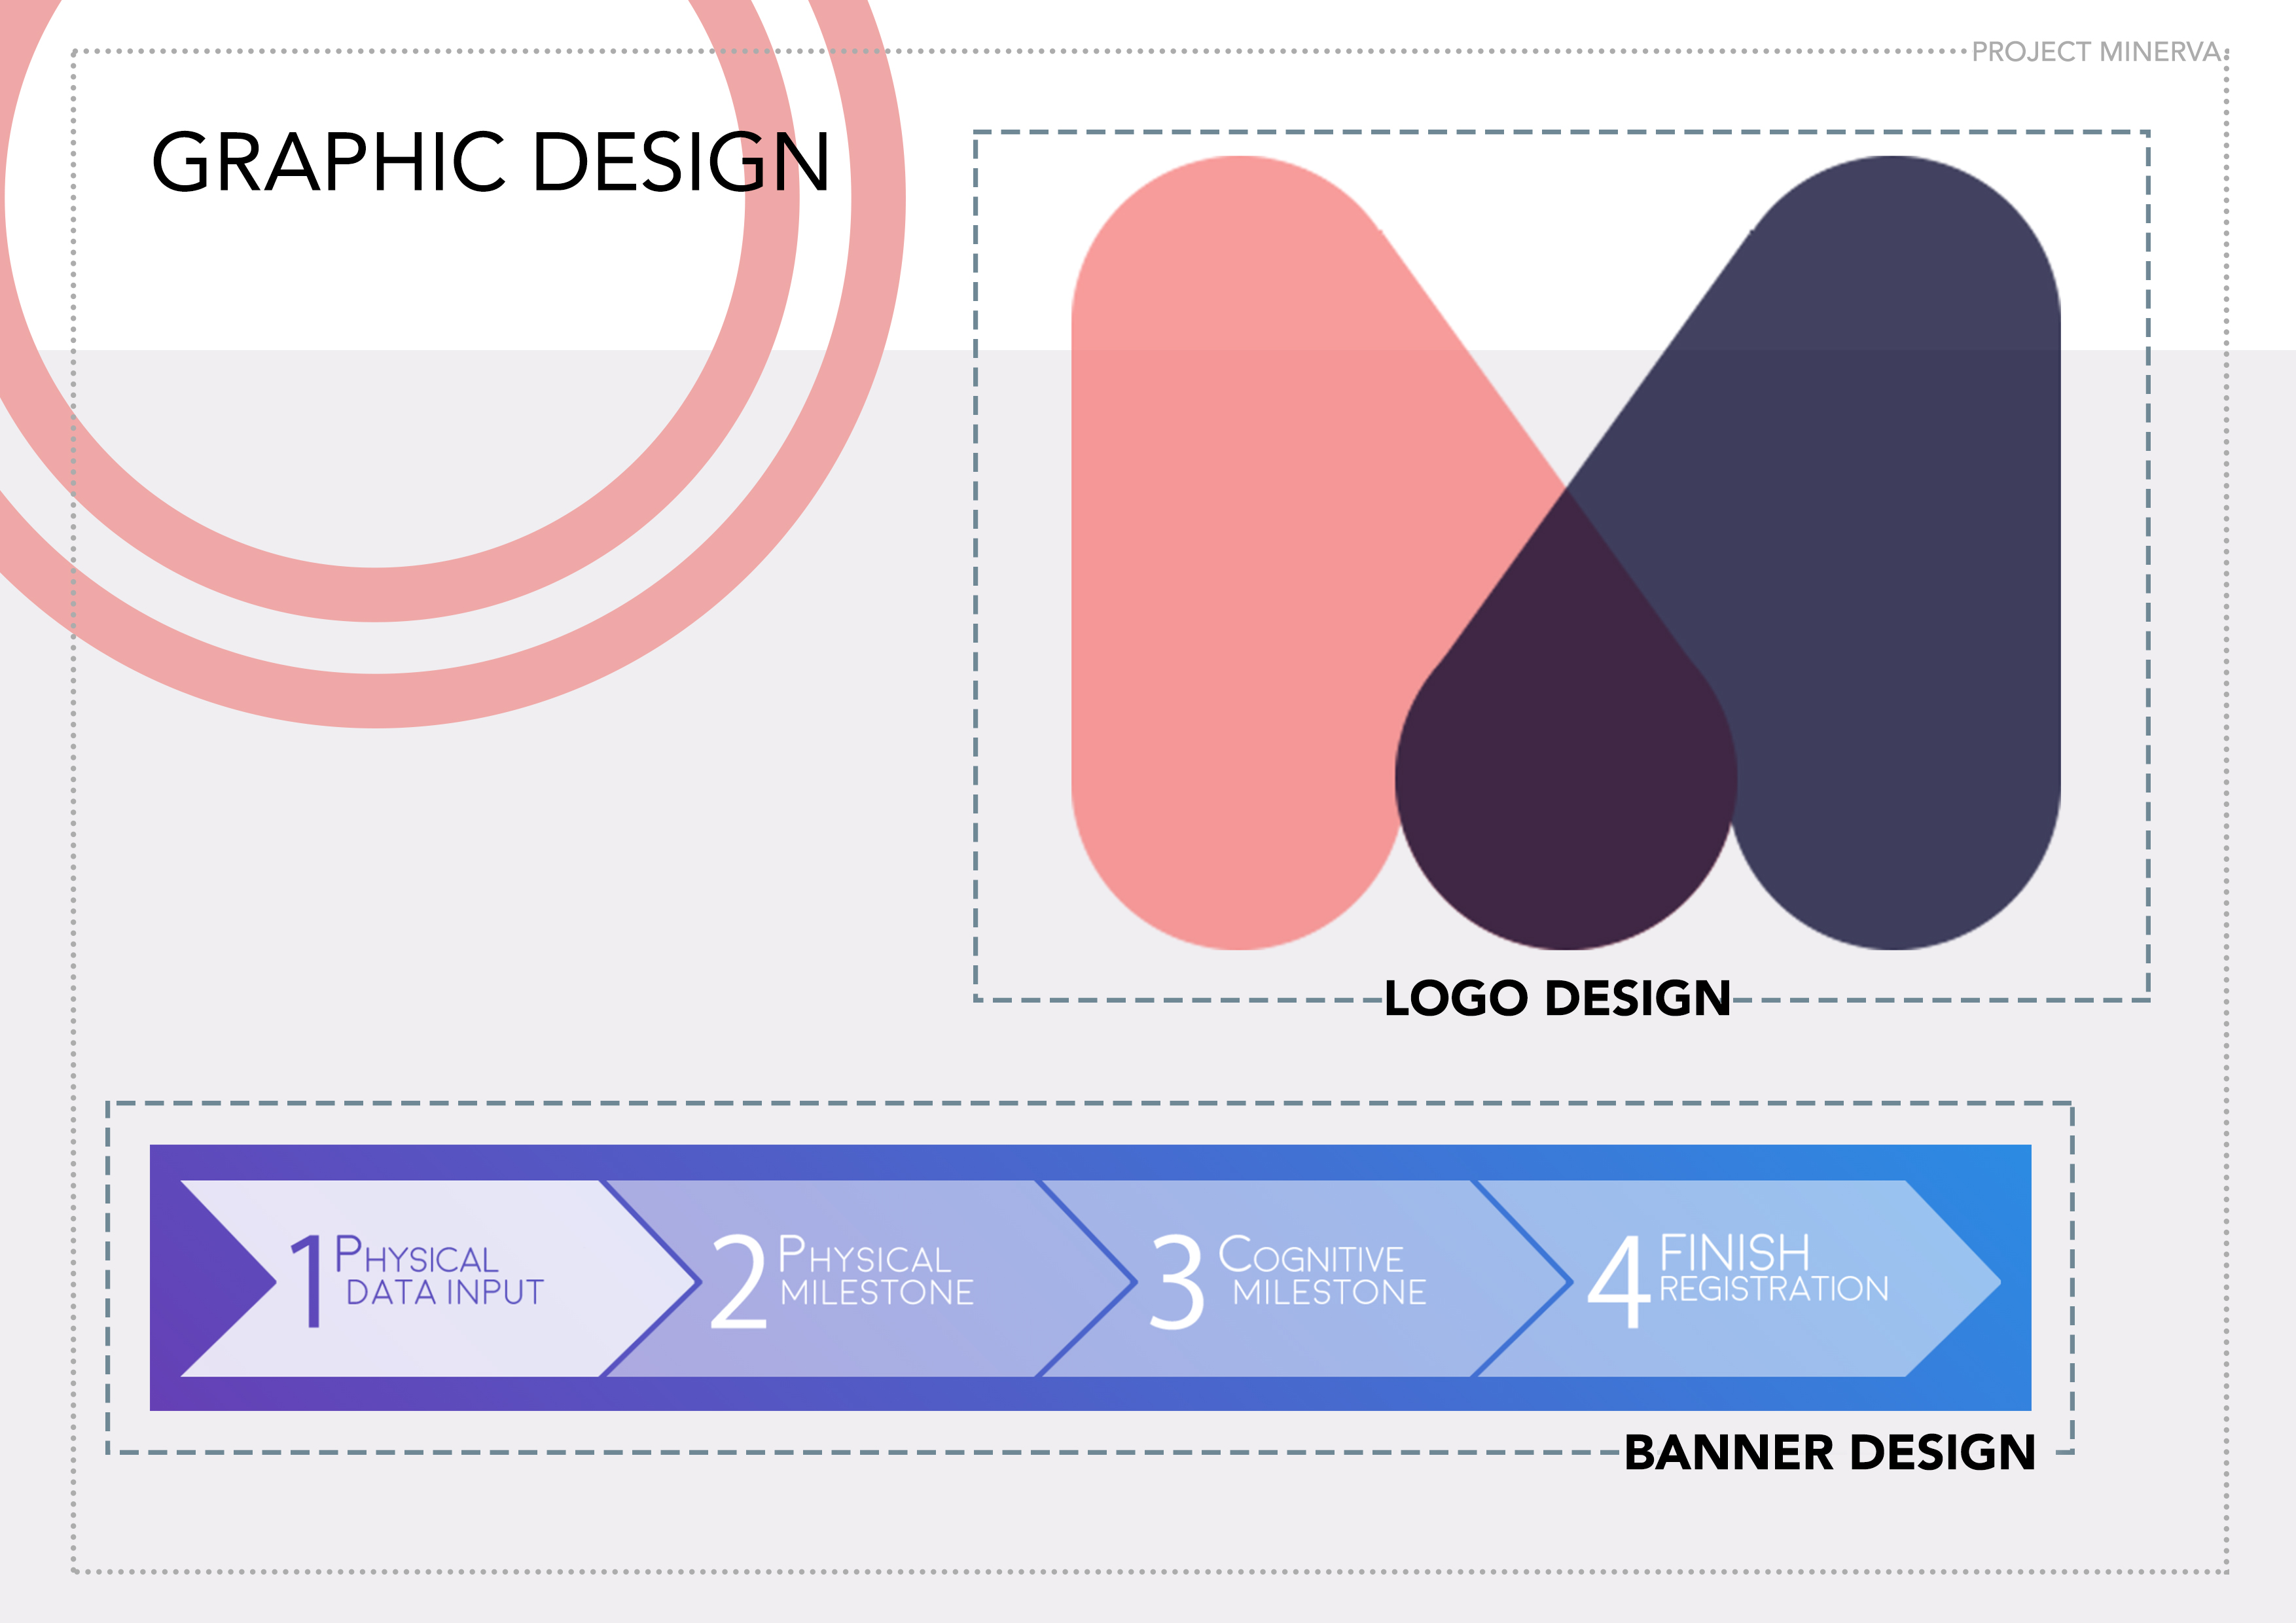 PROJECT MINERVA
GRAPHIC DESIGN
LOGO DESIGN
1 PHYSICAL
DATA INPUT
2 PHYSICAL
MILESTONE
3 COGNITIVE
MILESTONE
4 FINISH
REGISTRATION
BANNER DESIGN